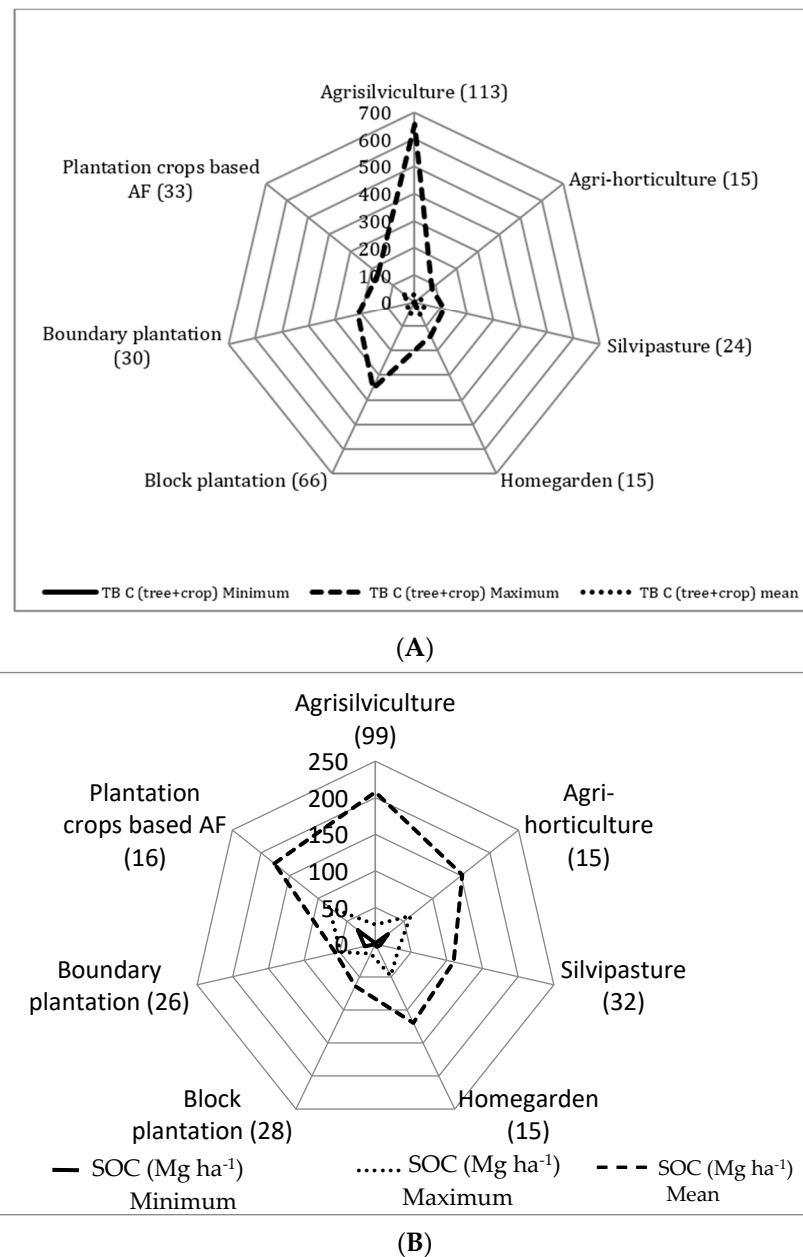 Agrisilviculture (113)
700
600
500
400
300
200
100
0
Agri-horticulture (15)
Silvipasture (24)
Homegarden (15)
Block plantation (66)
Boundary plantation
(30)
Plantation crops based
AF (33)
TB C (tree+crop) Minimum
TB C (tree+crop) Maximum
TB C (tree+crop) mean
(A)
Agrisilviculture
(99)
250
200
150
100
50
0
Agri-
horticulture
(15)
Silvipasture
(32)
Homegarden
(15)
Block
plantation (28)
Boundary
plantation (26)
Plantation
crops based AF
(16)
SOC (Mg ha⁻¹)
Minimum
SOC (Mg ha⁻¹)
Maximum
SOC (Mg ha⁻¹)
Mean
(B)